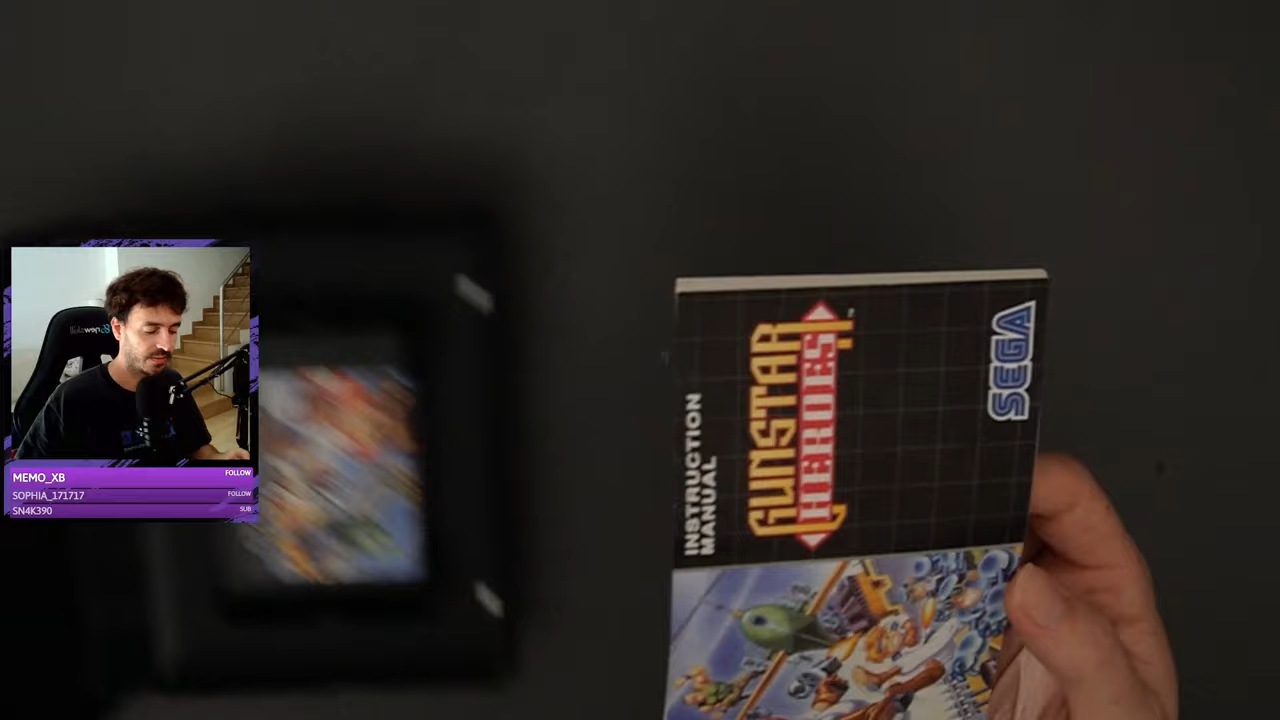 MEMO_XB FOLLOW
SOPHIA_171717 FOLLOW
SN4K390 SUB
INSTRUCTION
MANUAL
GUNSTAR
HEROES
SEGA